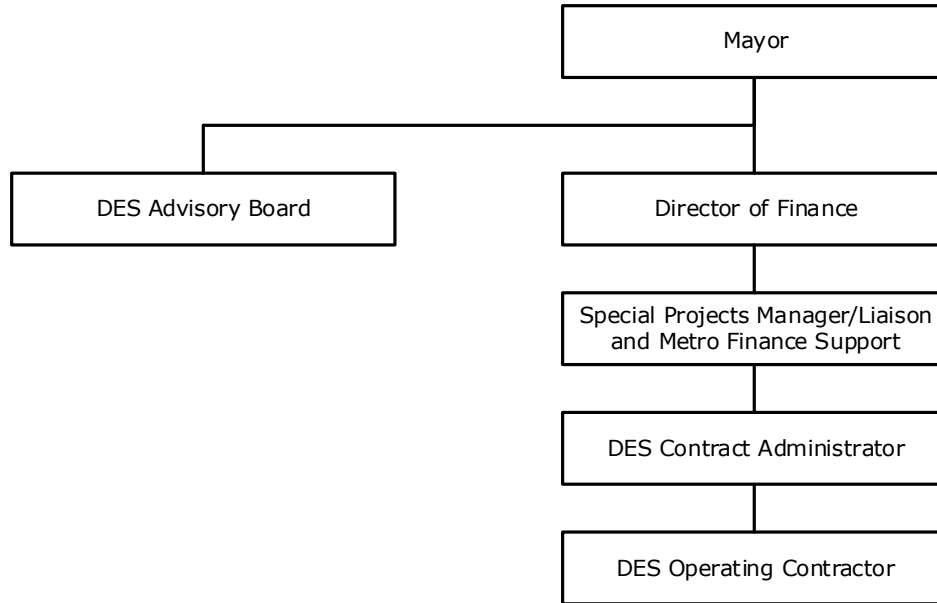 Mayor
DES Advisory Board
Director of Finance
Special Projects Manager/Liaison
and Metro Finance Support
DES Contract Administrator
DES Operating Contractor